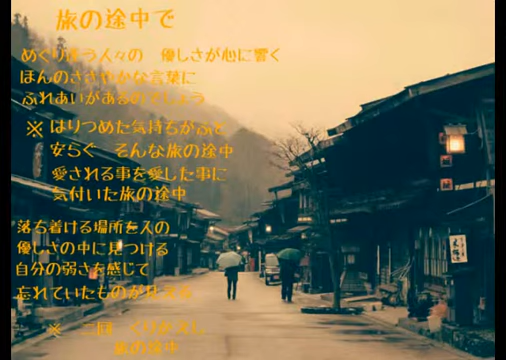 旅の途中で
めぐり逢う人々の 優しさが心に響く
ほんのささやかな言葉に
ふれあいがあるのでしょう
※ はりつめた気持ちがふと
安らぐ そんな旅の途中
愛される事を愛した事に
気付いた旅の途中
落ち着ける場所を人の
優しさの中に見つける
自分の弱さを感じて
忘れていたものが見える
※ 二回 くりかえし
旅の途中